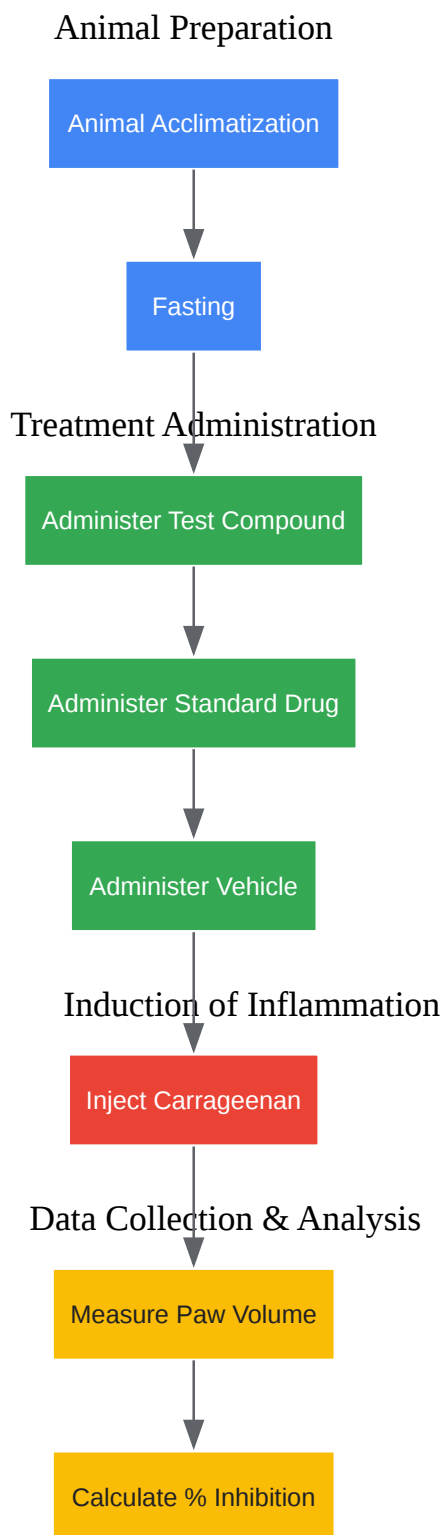 Animal Preparation
Animal Acclimatization
Fasting
Treatment Administration
Administer Test Compound
Administer Standard Drug
Administer Vehicle
Induction of Inflammation
Inject Carrageenan
Data Collection & Analysis
Measure Paw Volume
Calculate % Inhibition